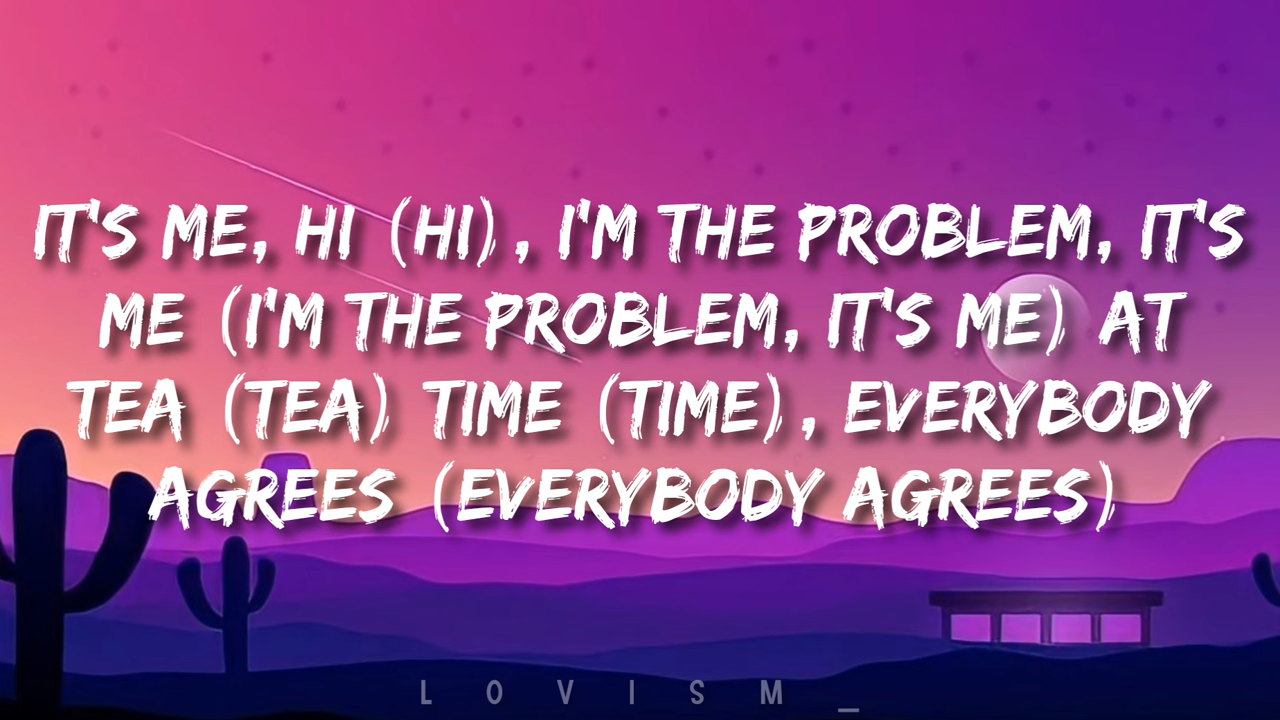 IT'S ME, HI (HI), I'M THE PROBLEM, IT'S
ME (I'M THE PROBLEM, IT'S ME) AT
TEA (TEA) TIME (TIME), EVERYBODY
AGREES (EVERYBODY AGREES)
LOVISM_